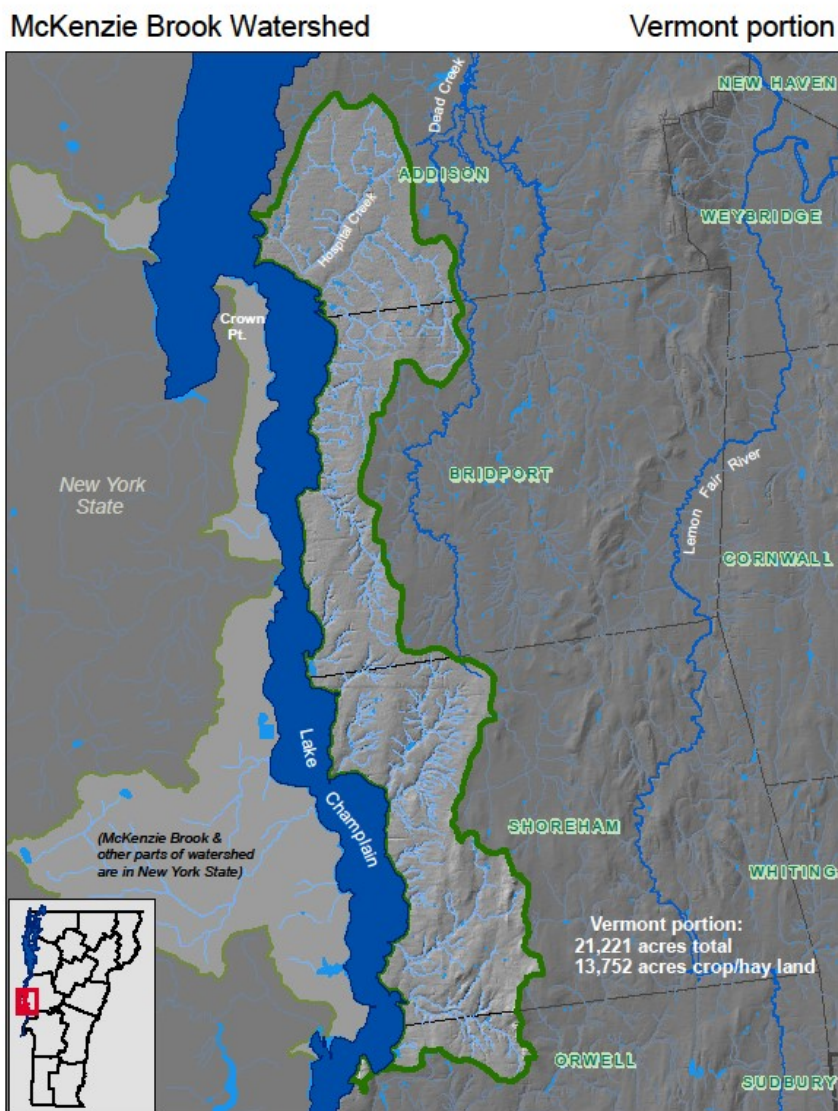 McKenzie Brook Watershed
Vermont portion
NEW HAVEN
Dead Creek
ADDISON
WEYBRIDGE
Hospital Creek
Crown
Pt.
New York
State
BRIDPORT
Lemon Fair River
CORNWALL
Lake Champlain
SHOREHAM
(McKenzie Brook &
other parts of watershed
are in New York State)
WHITING
Vermont portion:
21,221 acres total
13,752 acres crop/hay land
ORWELL
SUDBURY